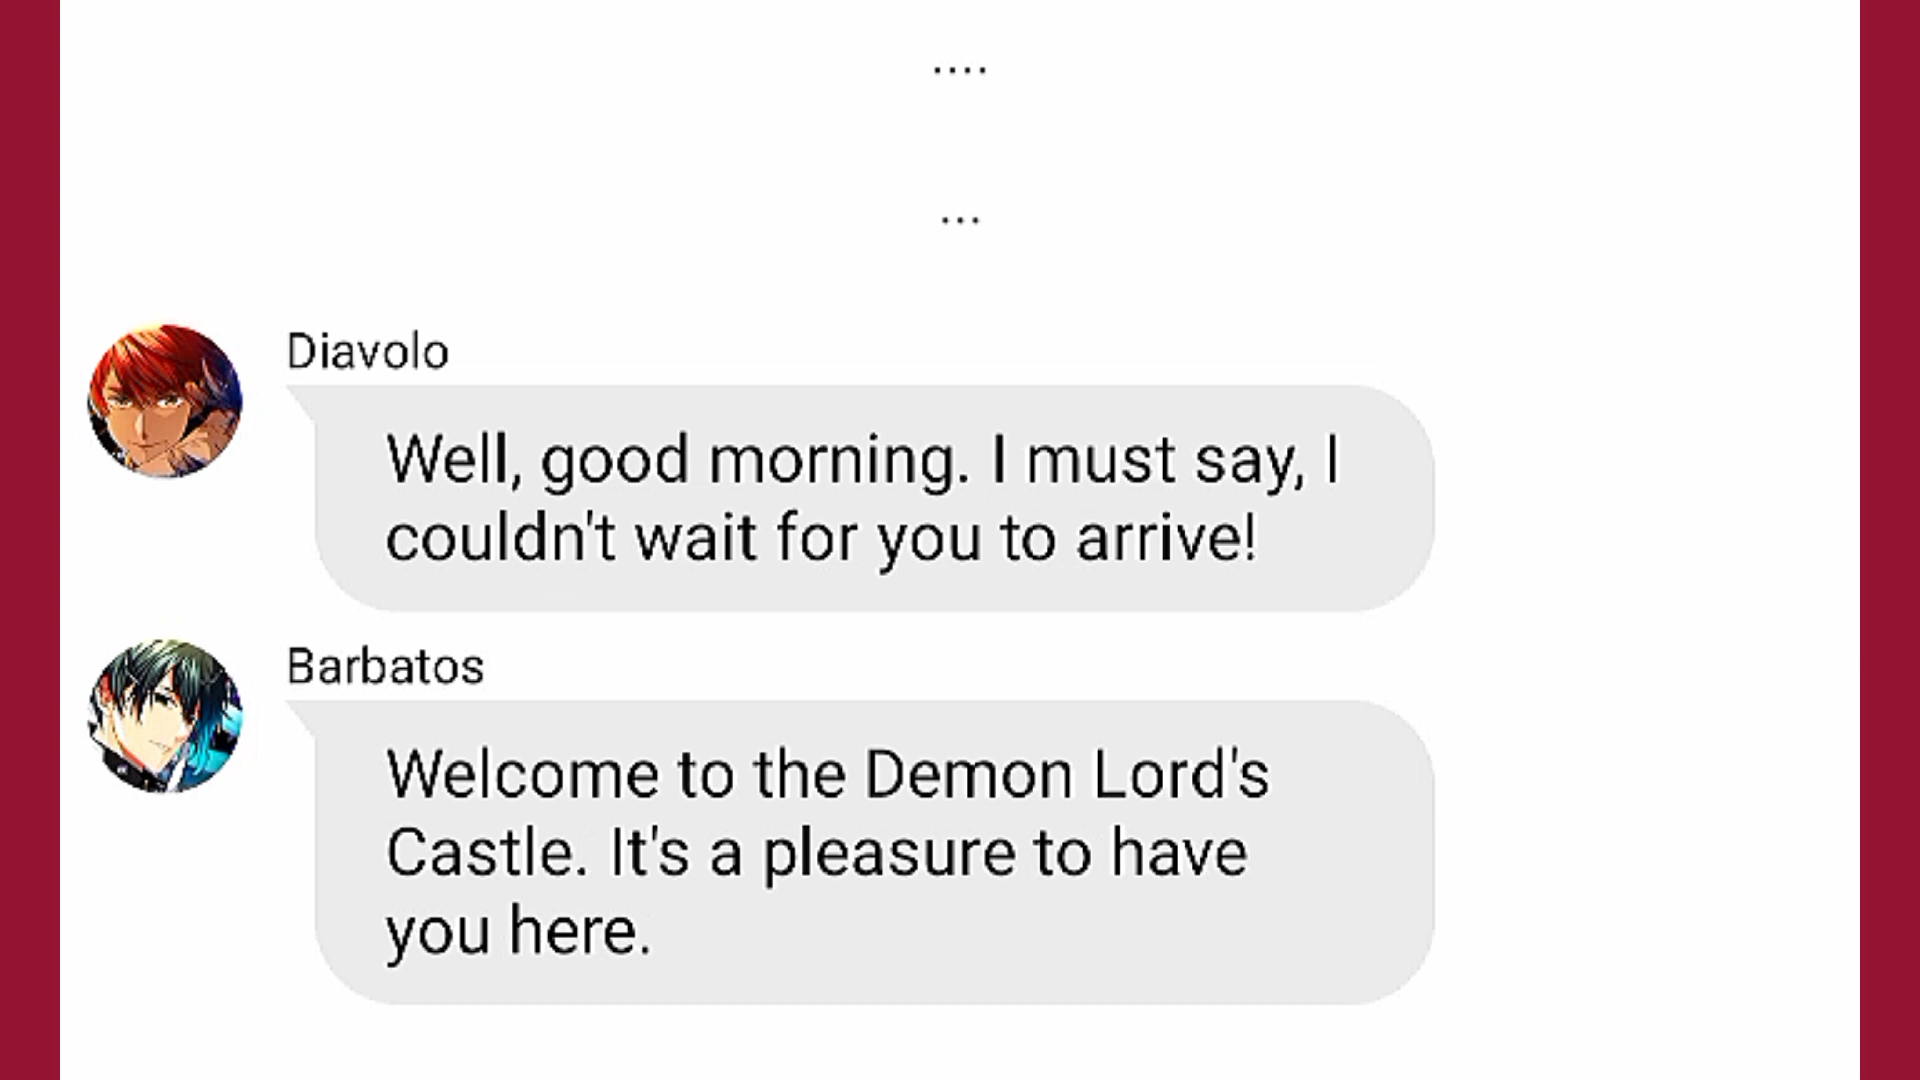 ....
...
Diavolo
Well, good morning. I must say, I
couldn't wait for you to arrive!
Barbatos
Welcome to the Demon Lord's
Castle. It's a pleasure to have
you here.